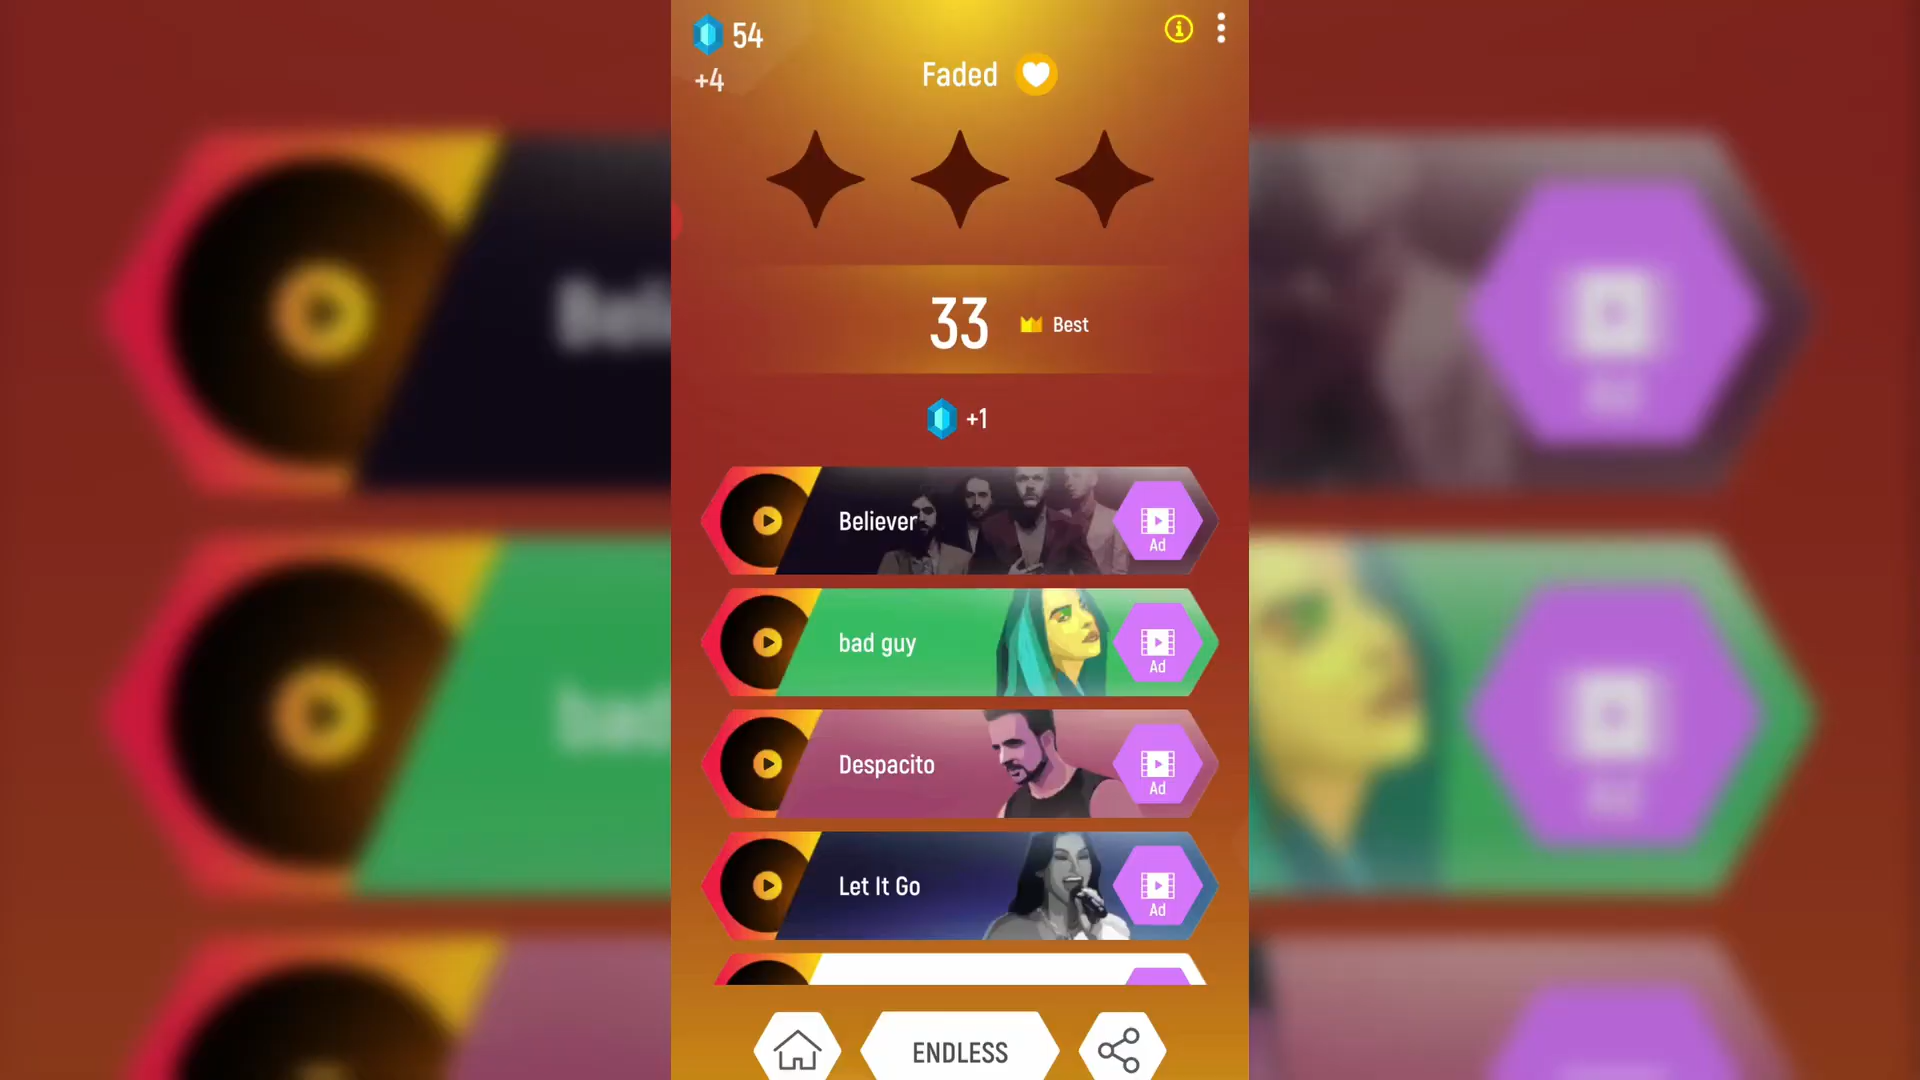 54
+4
Faded
33
Best
+1
Believer
Ad
bad guy
Ad
Despacito
Ad
Let It Go
Ad
ENDLESS